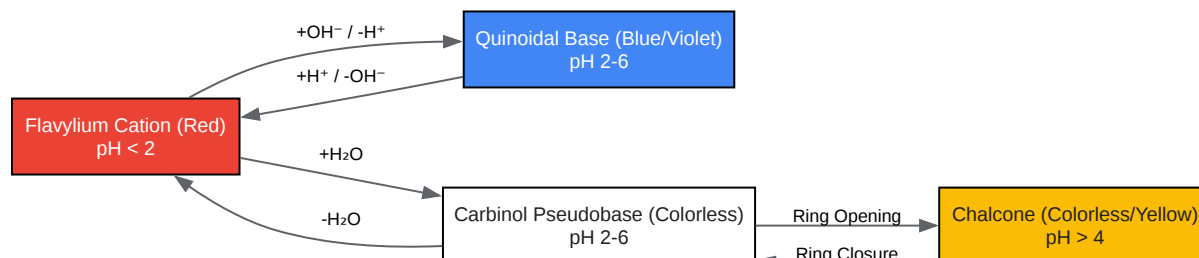 +OH⁻ / -H⁺
Quinoidal Base (Blue/Violet)
pH 2-6
+H⁺ / -OH⁻
Flavylium Cation (Red)
pH < 2
+H₂O
-H₂O
Carbinol Pseudobase (Colorless)
pH 2-6
Ring Opening
Chalcone (Colorless/Yellow)
pH > 4
Ring Closure